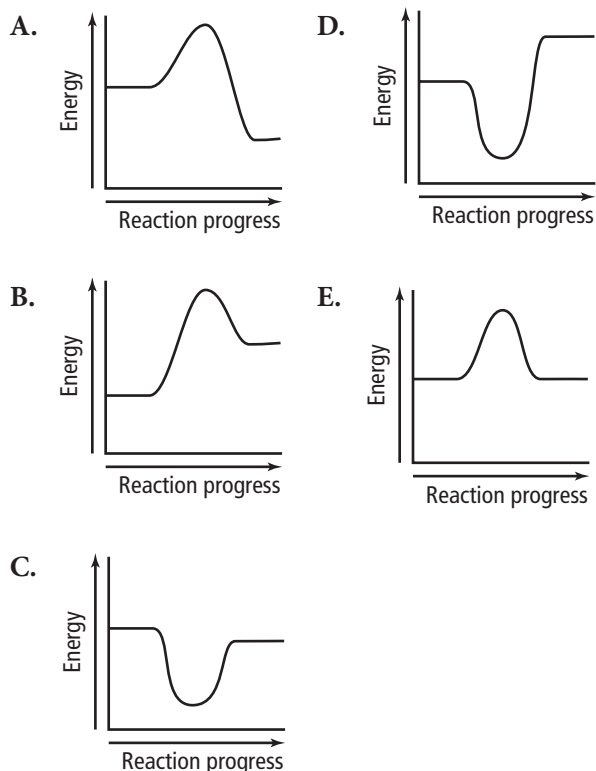 A.
Energy
Reaction progress
B.
Energy
Reaction progress
C.
Energy
Reaction progress
D.
Energy
Reaction progress
E.
Energy
Reaction progress